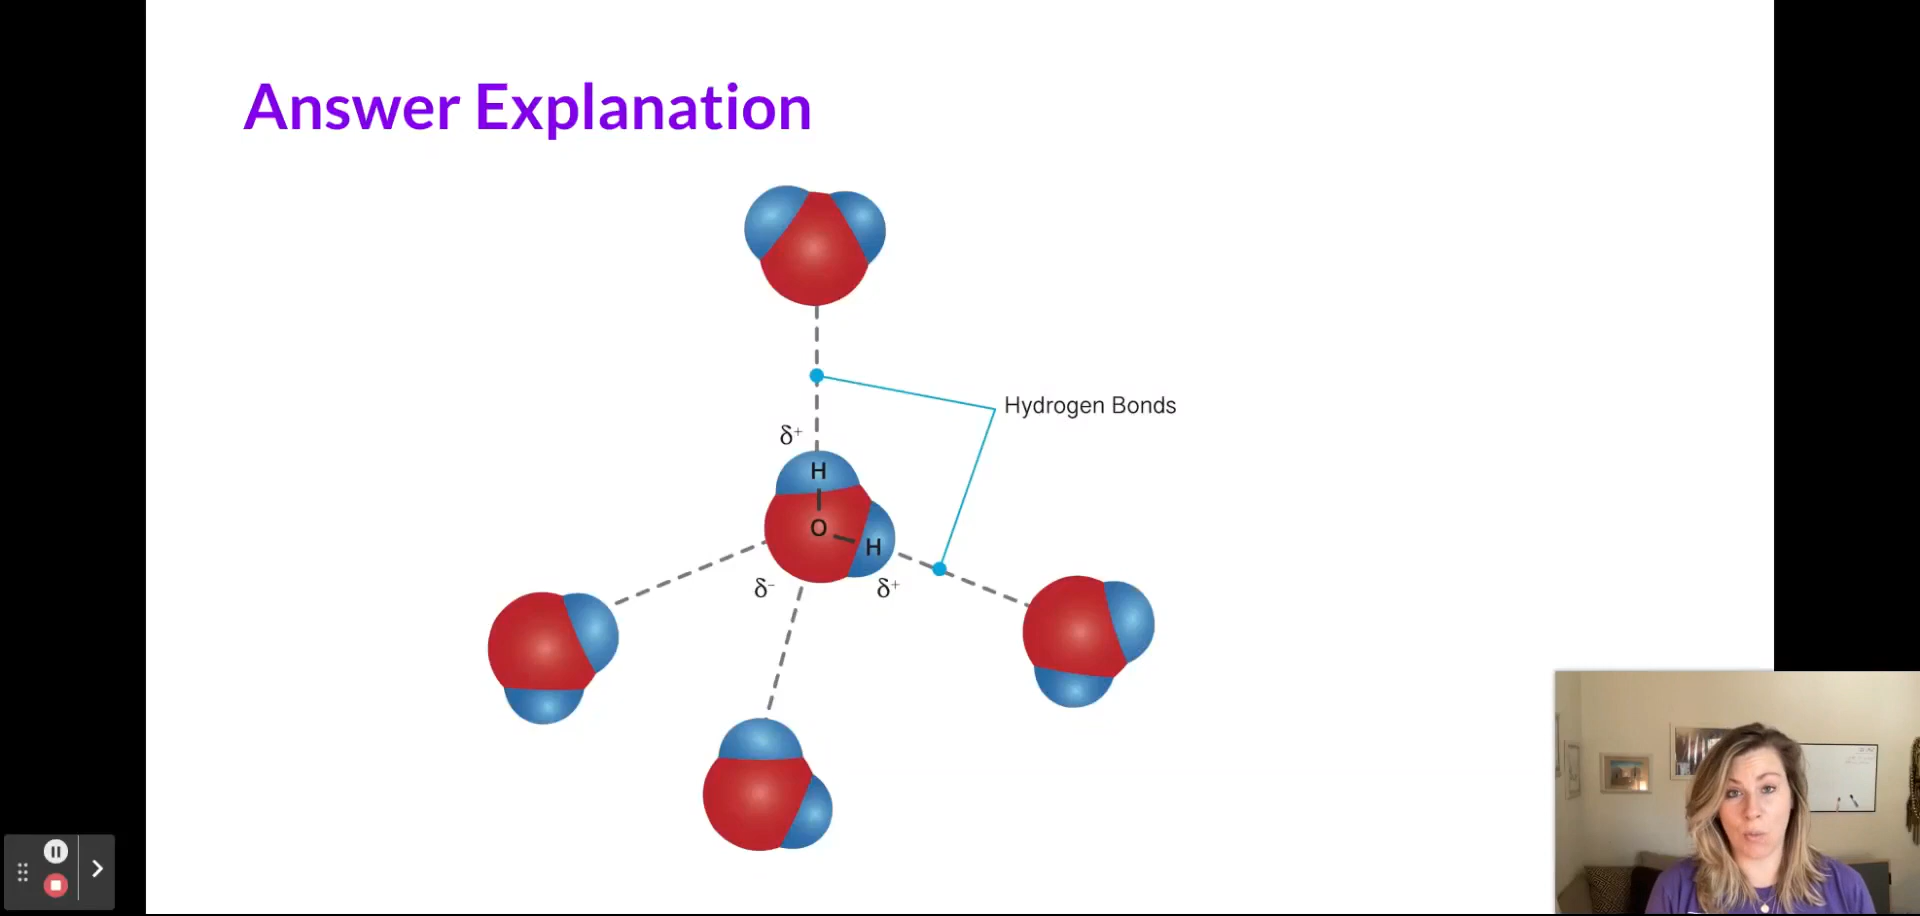 Answer Explanation
Hydrogen Bonds
δ⁺
H
O
H
δ⁻
δ⁺